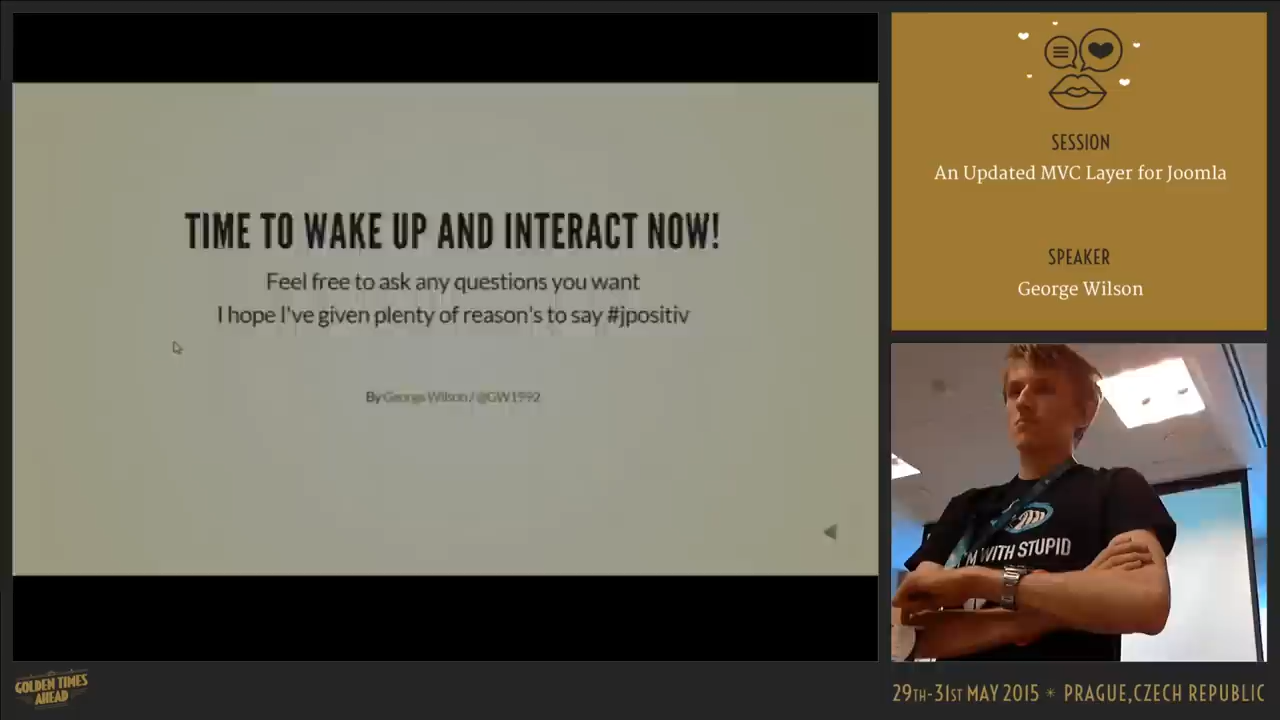 TIME TO WAKE UP AND INTERACT NOW!
Feel free to ask any questions you want
I hope I've given plenty of reason's to say #jpositiv
By George Wilson / @GW1992
SESSION
An Updated MVC Layer for Joomla
SPEAKER
George Wilson
I'M WITH STUPID
GOLDEN TIMES
AHEAD
29TH-31ST MAY 2015 * PRAGUE,CZECH REPUBLIC